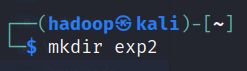 ┌──(hadoop㉿kali)-[~]
└─$ mkdir exp2